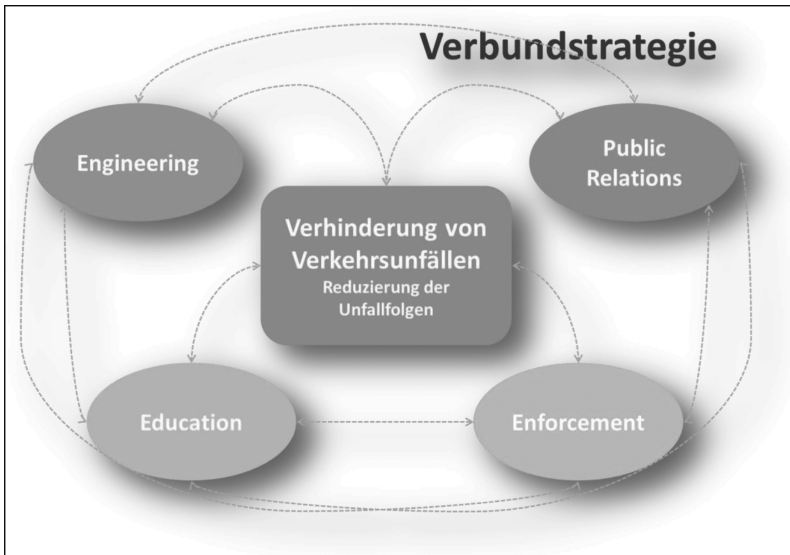 Verbundstrategie
Engineering
Public
Relations
Verhinderung von
Verkehrsunfällen
Reduzierung der
Unfallfolgen
Education
Enforcement